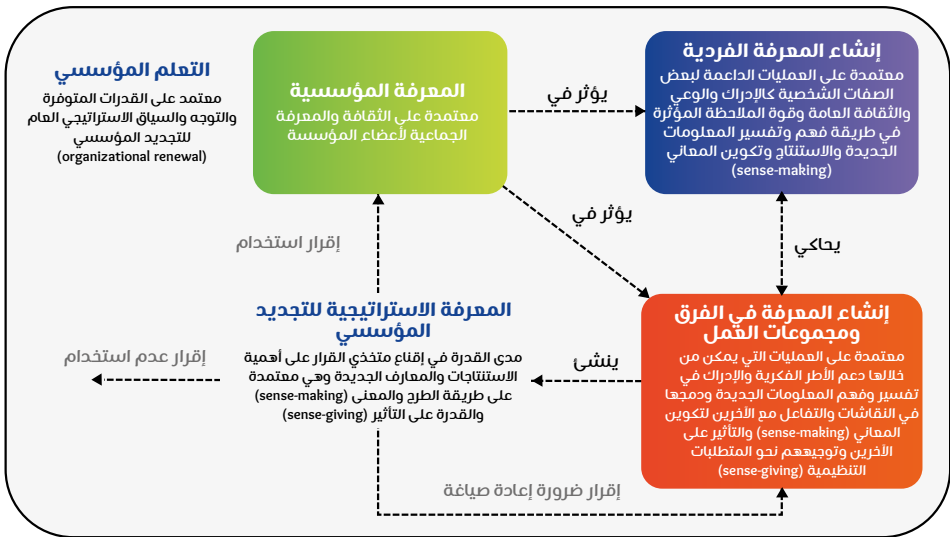 إنشاء المعرفة الفردية
معتمدة على العمليات الداعمة لبعض
الصفات الشخصية كالإدراك والوعي
والثقافة العامة وقوة الملاحظة المؤثرة
في طريقة فهم وتفسير المعلومات
الجديدة والاستنتاج وتكوين المعاني
(sense-making)
يؤثر في
المعرفة المؤسسية
معتمدة على الثقافة والمعرفة
الجماعية لأعضاء المؤسسة
التعلم المؤسسي
معتمد على القدرات المتوفرة
والتوجه والسياق الاستراتيجي العام
للتجديد المؤسسي
(organizational renewal)
يحاكي
يؤثر في
إقرار استخدام
إنشاء المعرفة في الفرق
ومجموعات العمل
معتمدة على العمليات التي يمكن من
خلالها دعم الأطر الفكرية والإدراك في
تفسير وفهم المعلومات الجديدة ودمجها
في النقاشات والتفاعل مع الآخرين لتكوين
المعاني (sense-making) والتأثير على
الآخرين وتوجيههم نحو المتطلبات
التنظيمية (sense-giving)
ينشئ
المعرفة الاستراتيجية للتجديد
المؤسسي
مدى القدرة في إقناع متخذي القرار على أهمية
الاستنتاجات والمعارف الجديدة وهي معتمدة
على طريقة الطرح والمعنى (sense-making)
والقدرة على التأثير (sense-giving)
إقرار عدم استخدام
إقرار ضرورة إعادة صياغة